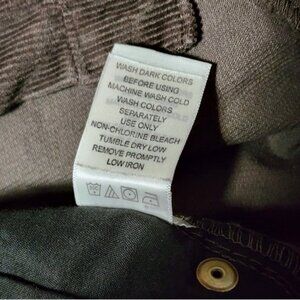 WASH DARK COLORS
BEFORE USING
MACHINE WASH COLD
WASH COLORS
SEPARATELY
USE ONLY
NON-CHLORINE BLEACH
TUMBLE DRY LOW
REMOVE PROMPTLY
LOW IRON